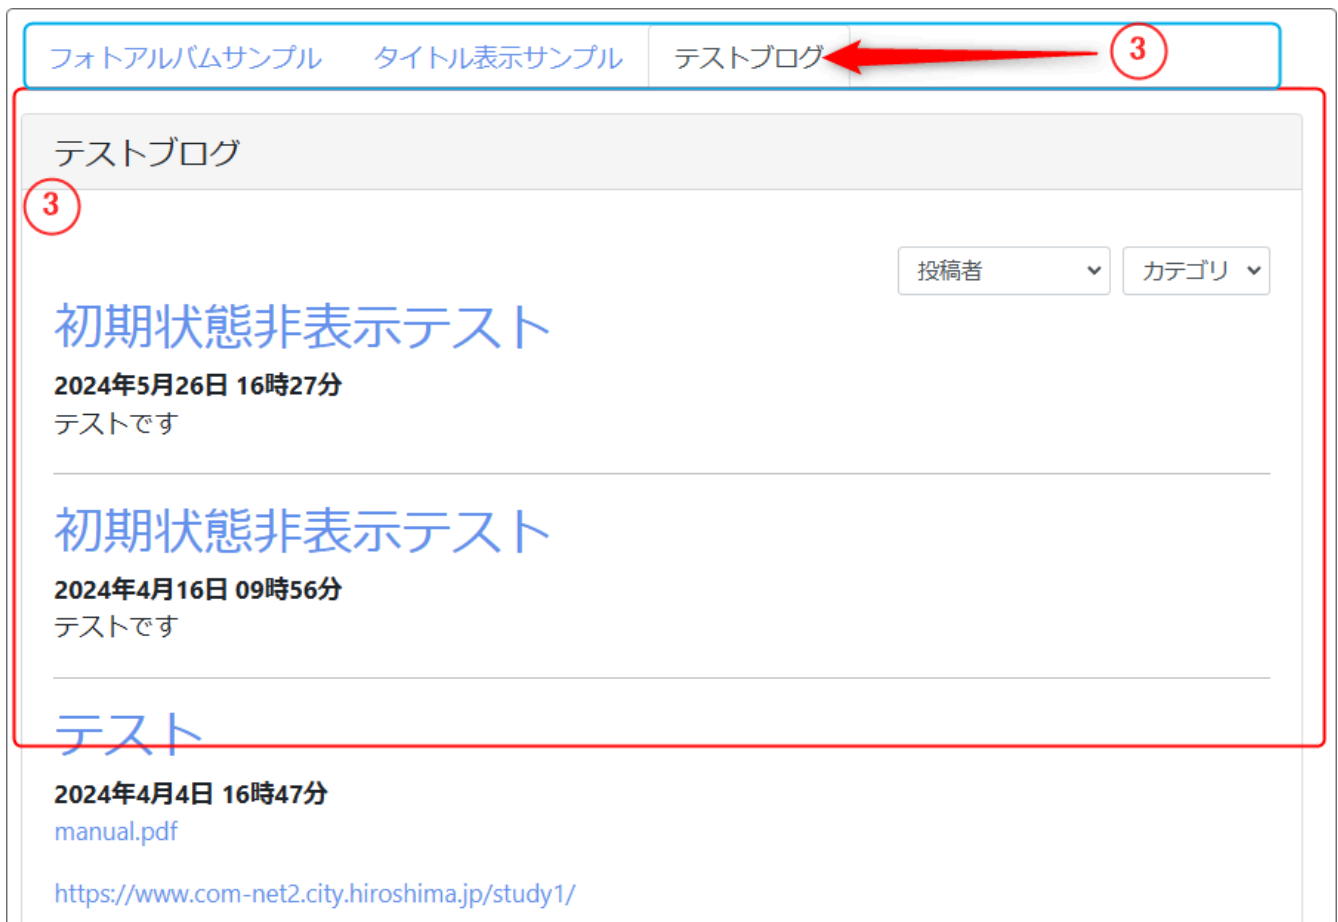 フォトアルバムサンプル タイトル表示サンプル テストブログ 3
テストブログ
3
投稿者 カテゴリ
初期状態非表示テスト
2024年5月26日 16時27分
テストです
初期状態非表示テスト
2024年4月16日 09時56分
テストです
テスト
2024年4月4日 16時47分
manual.pdf
https://www.com-net2.city.hiroshima.jp/study1/